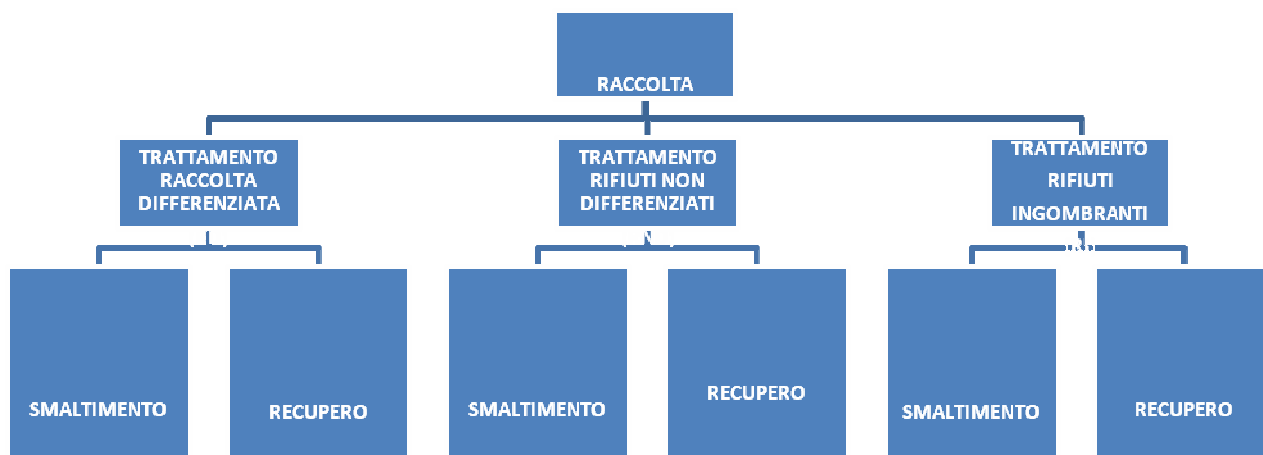 RACCOLTA
TRATTAMENTO
RACCOLTA
DIFFERENZIATA
TRATTAMENTO
RIFIUTI NON
DIFFERENZIATI
TRATTAMENTO
RIFIUTI
INGOMBRANTI
SMALTIMENTO
RECUPERO
SMALTIMENTO
RECUPERO
SMALTIMENTO
RECUPERO